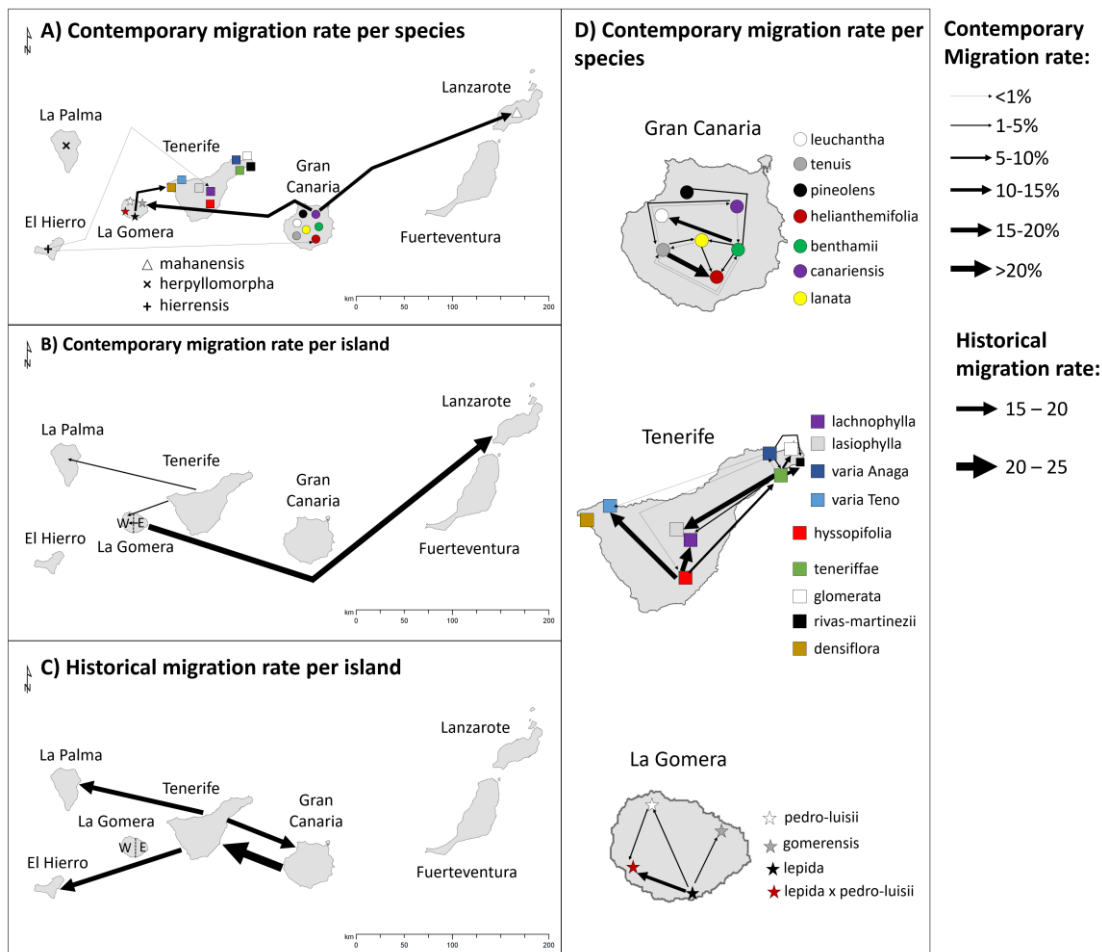 A) Contemporary migration rate per species
N
Lanzarote
La Palma
Tenerife
Gran
Canaria
El Hierro
La Gomera
Fuerteventura
mahanensis
herpyllomorpha
hierrensis
km 0 50 100 200
B) Contemporary migration rate per island
N
Lanzarote
La Palma
Tenerife
Gran
Canaria
W E
El Hierro
La Gomera
Fuerteventura
km 0 50 100 200
C) Historical migration rate per island
N
Lanzarote
La Palma
Tenerife
Gran
Canaria
La Gomera
W E
El Hierro
Fuerteventura
km 0 50 100 200
D) Contemporary migration rate per
species
Gran Canaria
leuchantha
tenuis
pineolens
helianthemifolia
benthamii
canariensis
lanata
Tenerife
lachnophylla
lasiophylla
varia Anaga
varia Teno
hyssopifolia
teneriffae
glomerata
rivas-martinezii
densiflora
La Gomera
pedro-luisii
gomerensis
lepida
lepida x pedro-luisii
Contemporary
Migration rate:
<1%
1-5%
5-10%
10-15%
15-20%
>20%
Historical
migration rate:
15 – 20
20 – 25